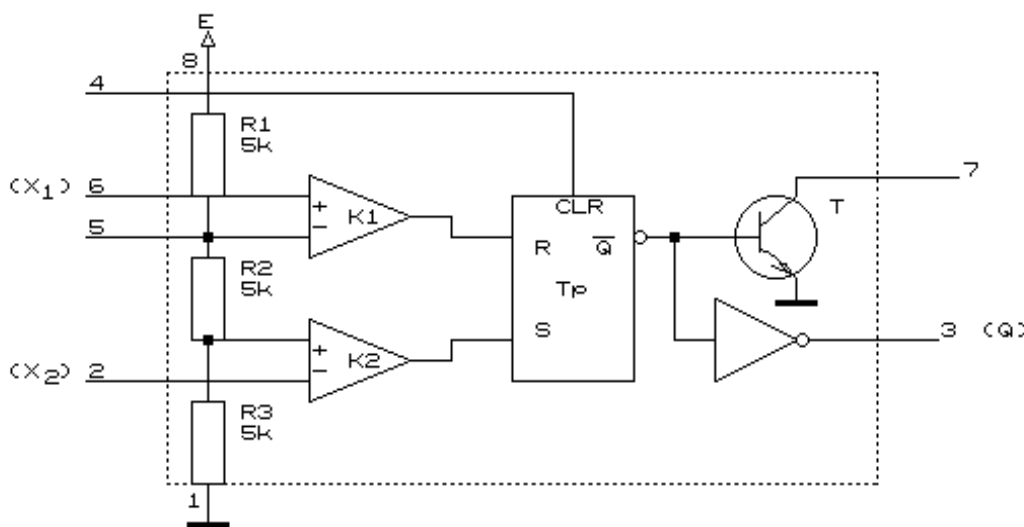 E
8
4
R1
5k
(X1) 6
+
K1
−
5
CLR
R
Q
Tp
S
7
T
R2
5k
+
K2
−
(X2) 2
3 (Q)
R3
5k
1